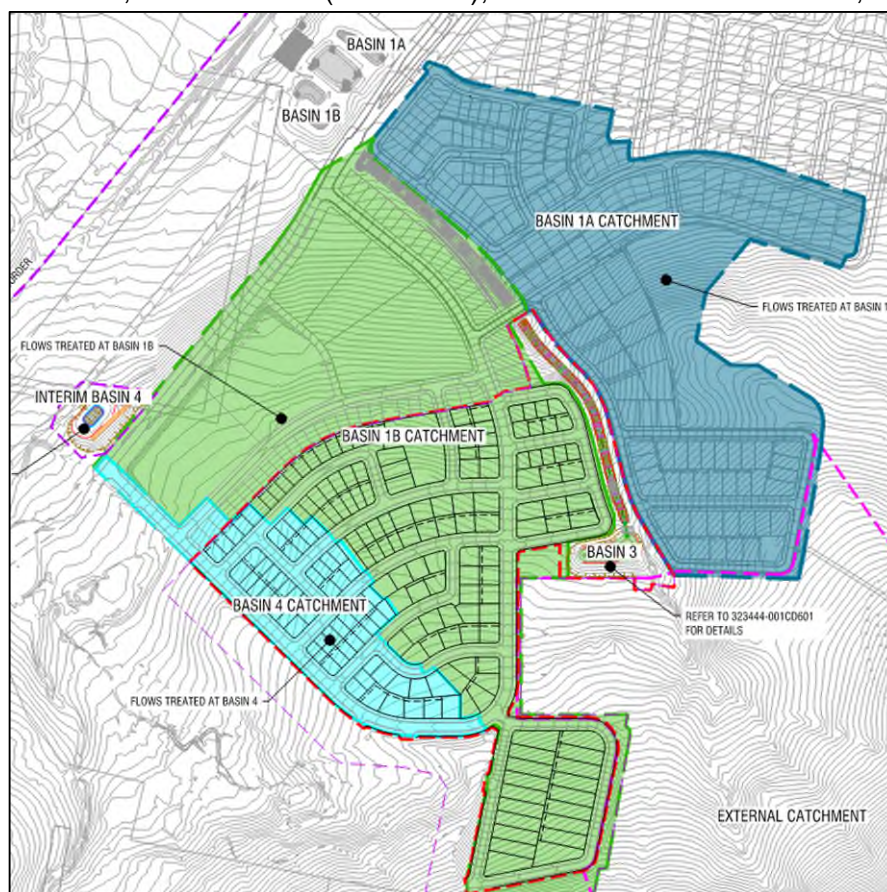 BASIN 1A
BASIN 1B
BASIN 1A CATCHMENT
FLOWS TREATED AT BASIN 1
FLOWS TREATED AT BASIN 1B
INTERIM BASIN 4
BASIN 1B CATCHMENT
BASIN 3
BASIN 4 CATCHMENT
REFER TO 323444-001CD601
FOR DETAILS
FLOWS TREATED AT BASIN 4
EXTERNAL CATCHMENT